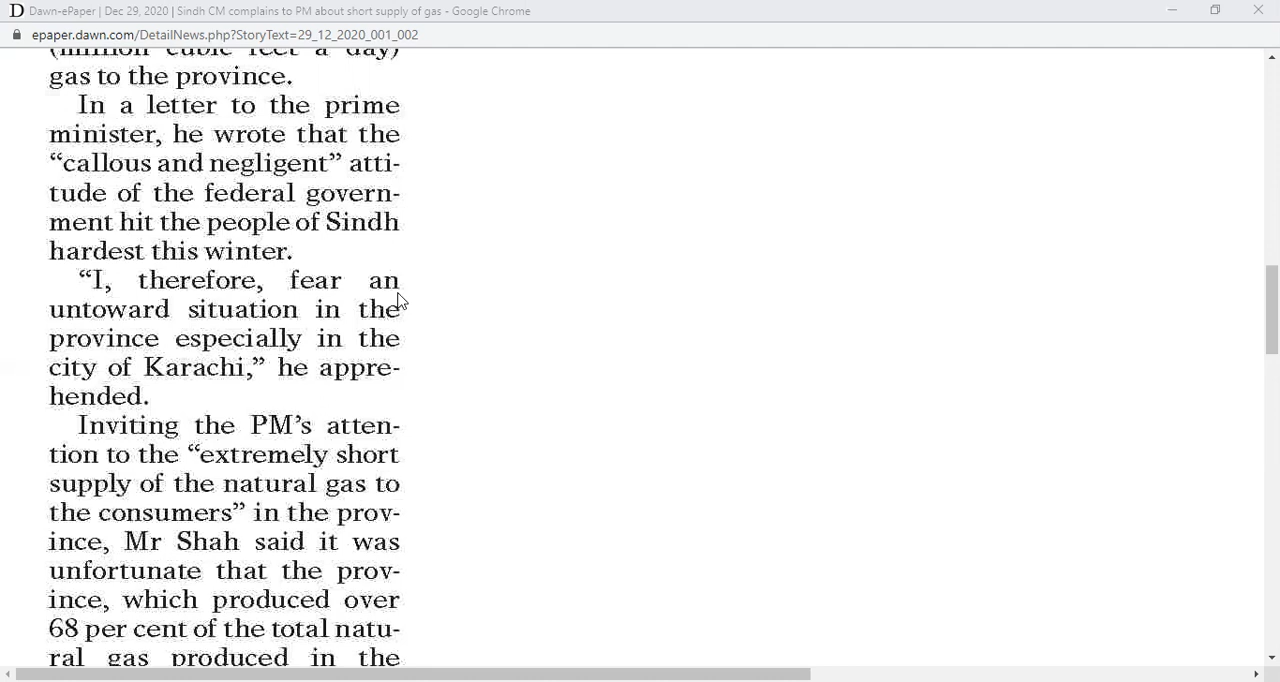 D Dawn-ePaper | Dec 29, 2020 | Sindh CM complains to PM about short supply of gas - Google Chrome
epaper.dawn.com/DetailNews.php?StoryText=29_12_2020_001_002
(million cubic feet a day)
gas to the province.
In a letter to the prime
minister, he wrote that the
“callous and negligent” atti-
tude of the federal govern-
ment hit the people of Sindh
hardest this winter.
“I, therefore, fear an
untoward situation in the
province especially in the
city of Karachi,” he appre-
hended.
Inviting the PM’s atten-
tion to the “extremely short
supply of the natural gas to
the consumers” in the prov-
ince, Mr Shah said it was
unfortunate that the prov-
ince, which produced over
68 per cent of the total natu-
ral gas produced in the